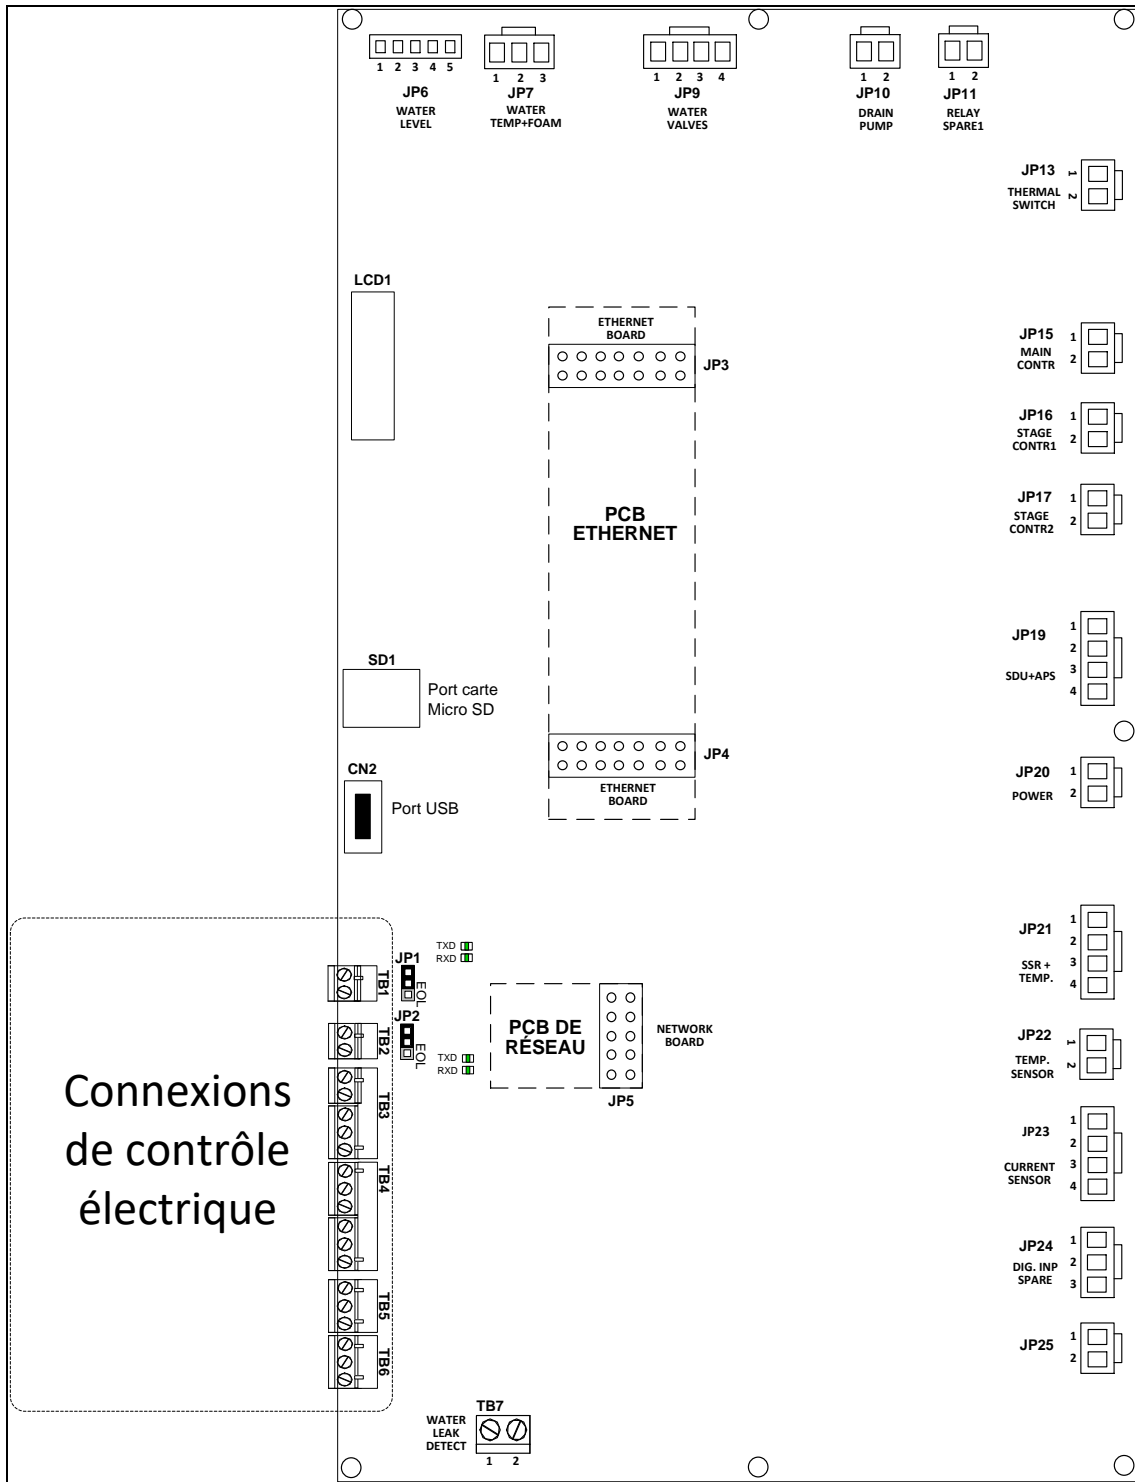 1 2 3 4 5
JP6
WATER
LEVEL
1 2 3
JP7
WATER
TEMP+FOAM
1 2 3 4
JP9
WATER
VALVES
1 2
JP10
DRAIN
PUMP
1 2
JP11
RELAY
SPARE1
JP13
THERMAL
SWITCH
1
2
LCD1
ETHERNET
BOARD
JP3
JP15
MAIN
CONTR
1
2
JP16
STAGE
CONTR1
1
2
JP17
STAGE
CONTR2
1
2
PCB
ETHERNET
JP19
SDU+APS
1
2
3
4
SD1
Port carte
Micro SD
JP4
ETHERNET
BOARD
CN2
Port USB
JP20
POWER
1
2
JP21
SSR +
TEMP.
1
2
3
4
Connexions
de contrôle
électrique
TB1
JP1
EOL
TXD
RXD
TB2
JP2
EOL
TXD
RXD
PCB DE
RÉSEAU
NETWORK
BOARD
JP5
TB3
TB4
TB5
TB6
JP22
TEMP.
SENSOR
1
2
JP23
CURRENT
SENSOR
1
2
3
4
JP24
DIG. INP
SPARE
1
2
3
JP25
1
2
TB7
WATER
LEAK
DETECT
1 2